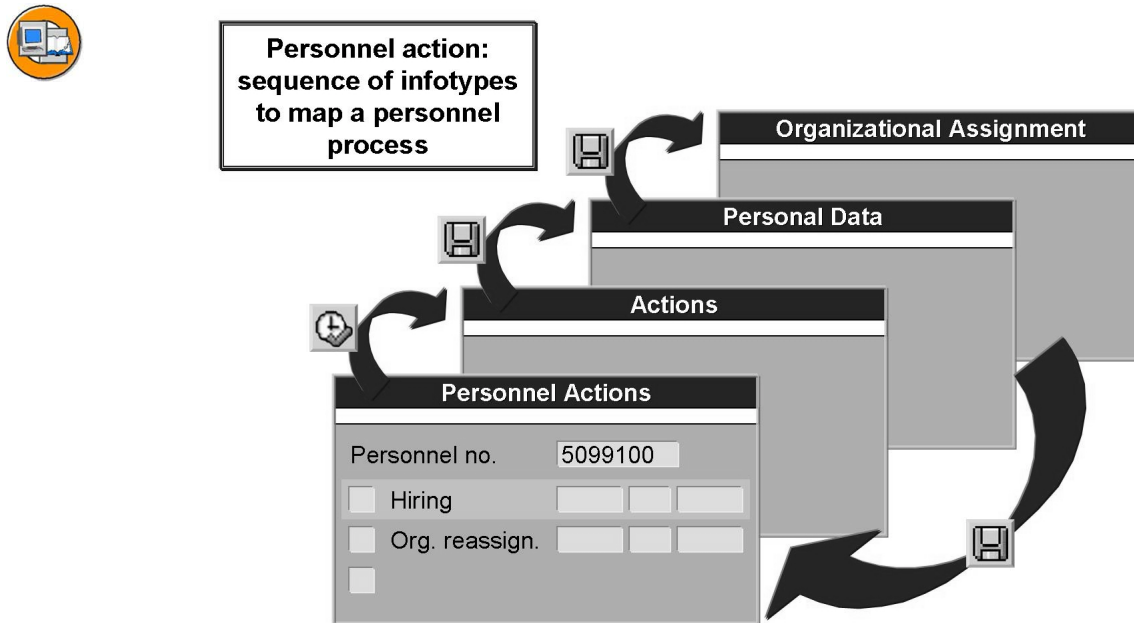 Personnel action:
sequence of infotypes
to map a personnel
process
Organizational Assignment
Personal Data
Actions
Personnel Actions
Personnel no. 5099100
Hiring
Org. reassign.